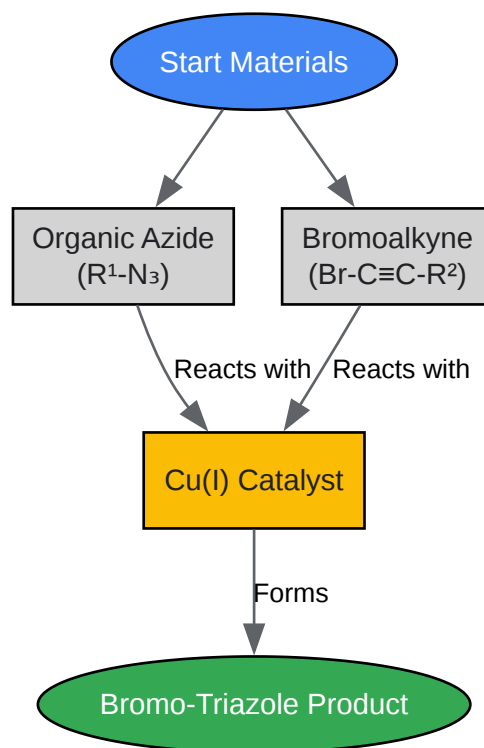 Start Materials
Organic Azide
(R¹-N₃)
Bromoalkyne
(Br-C≡C-R²)
Reacts with
Reacts with
Cu(I) Catalyst
Forms
Bromo-Triazole Product